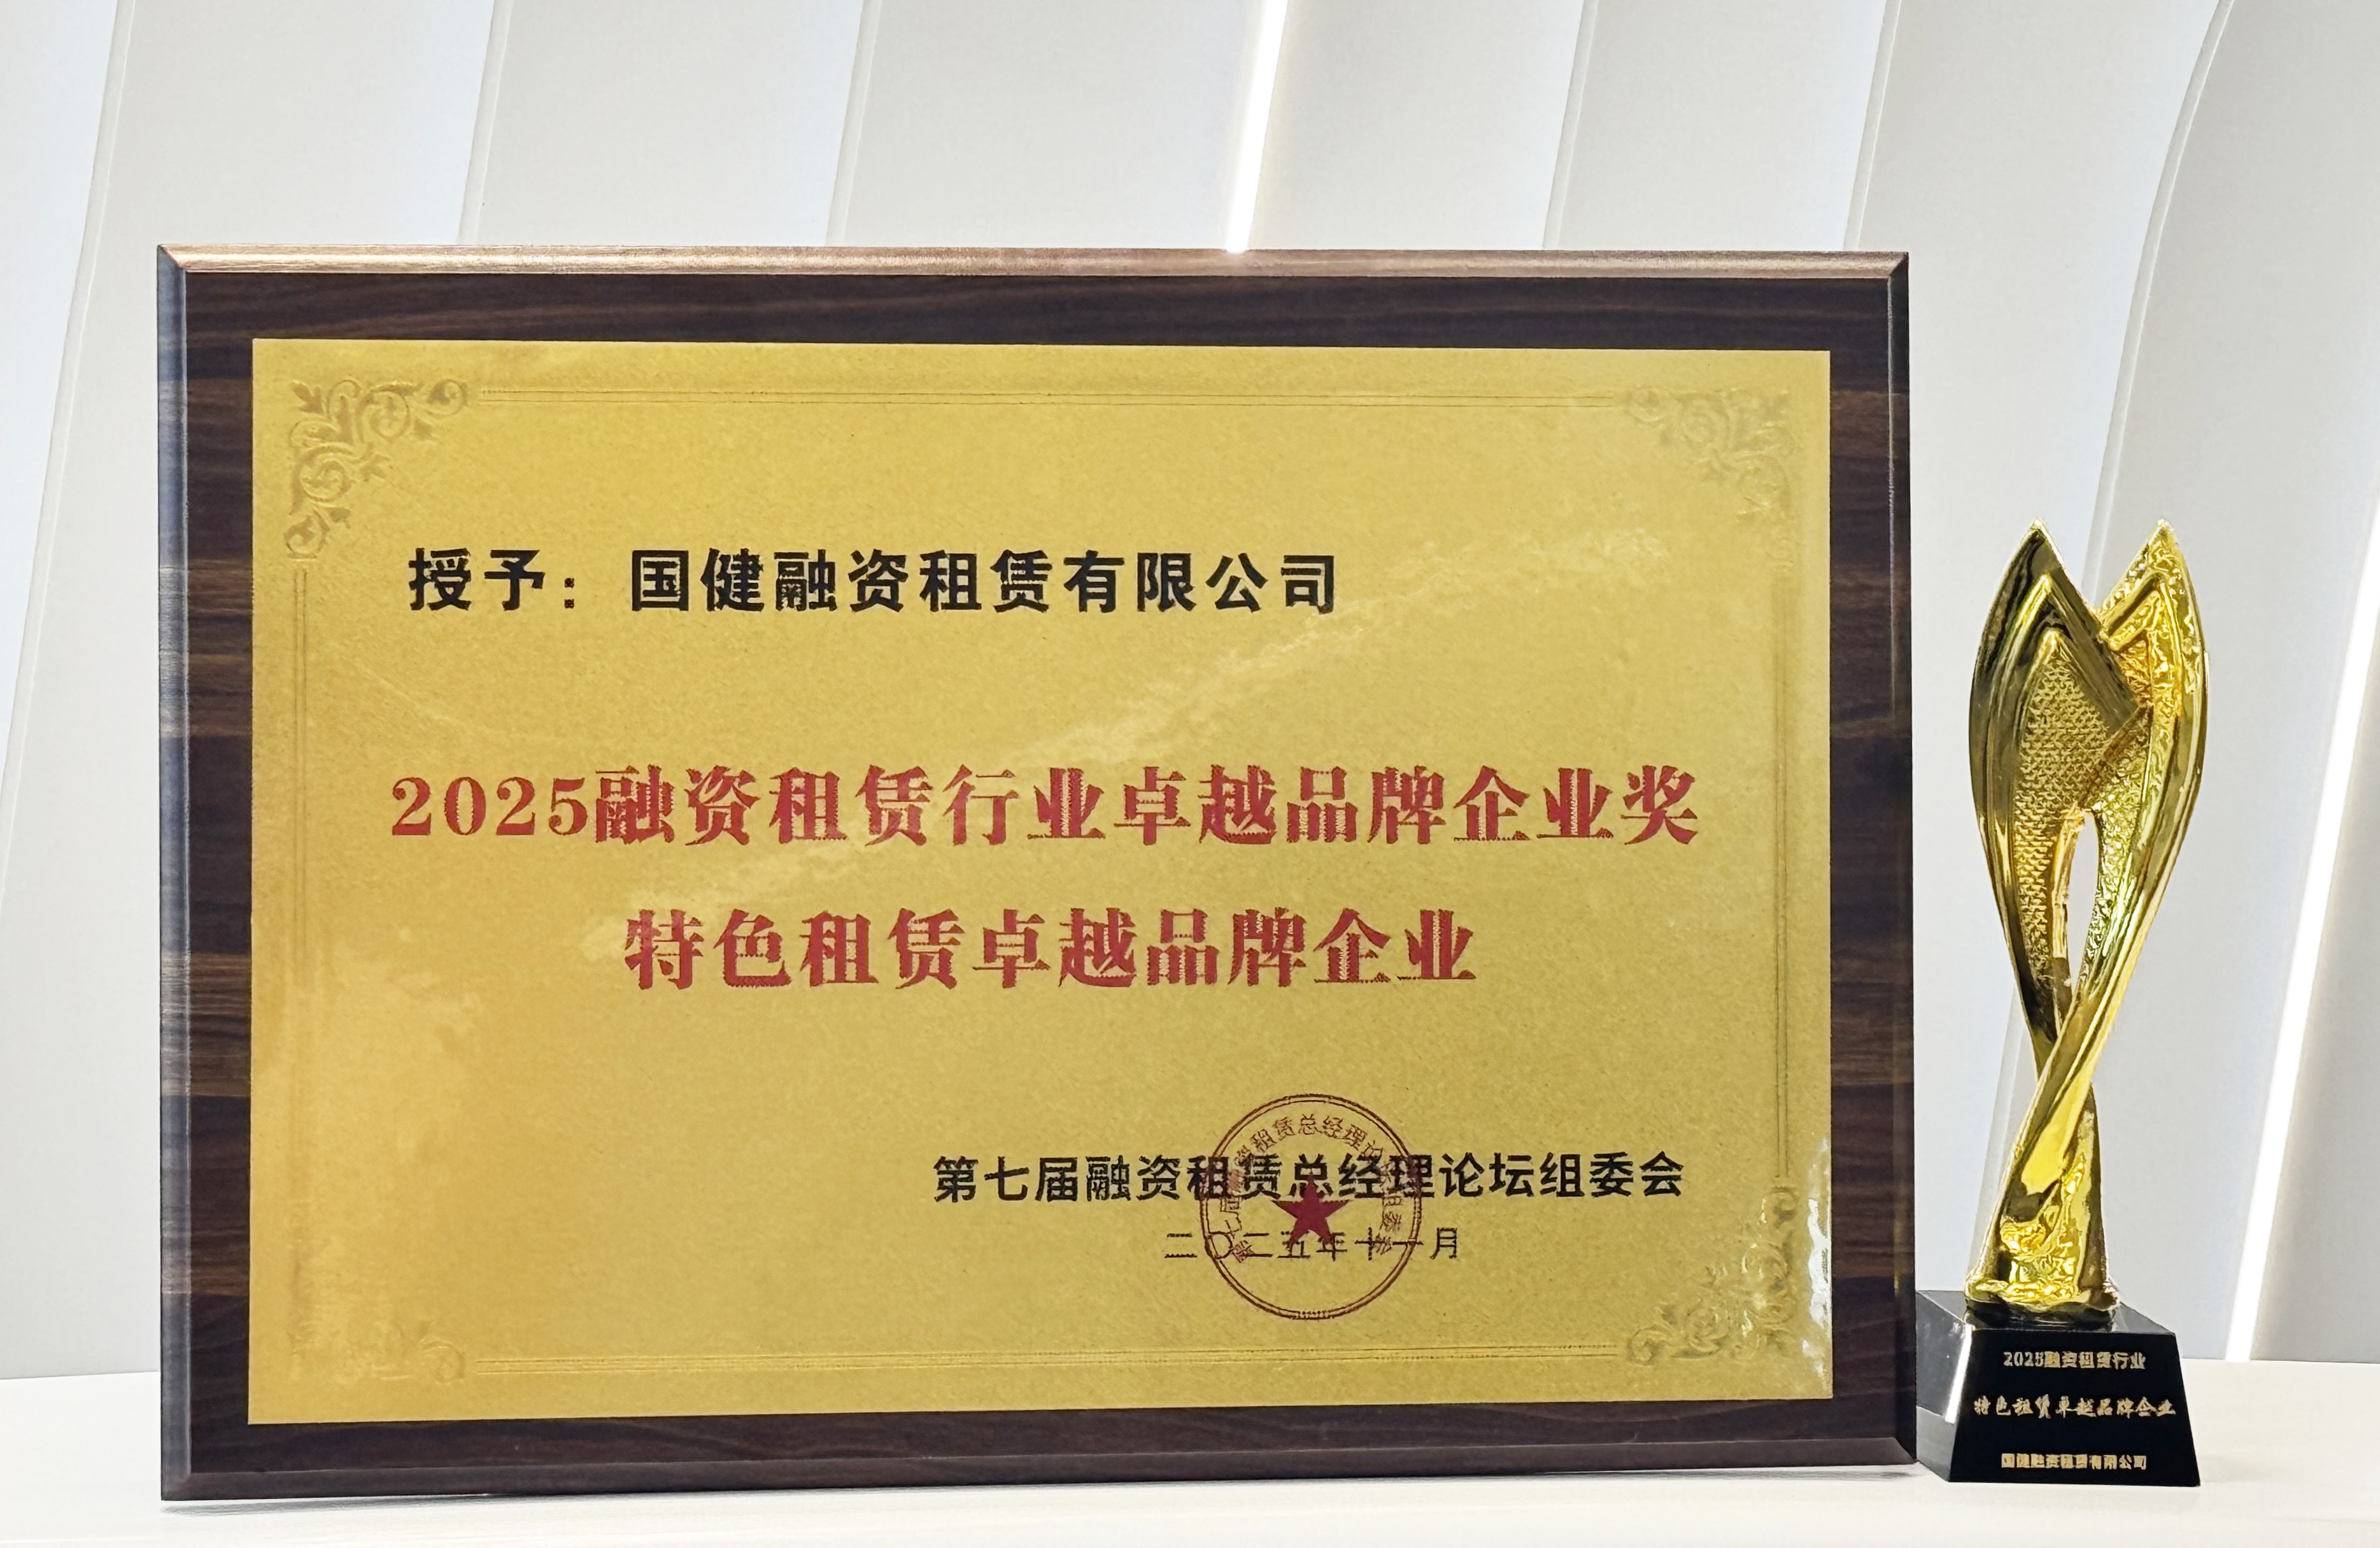 授予：国健融资租赁有限公司
2025融资租赁行业卓越品牌企业奖
特色租赁卓越品牌企业
第七届融资租赁总经理论坛组委会
二〇二五年十一月
2025融资租赁行业
特色租赁卓越品牌企业
国健融资租赁有限公司